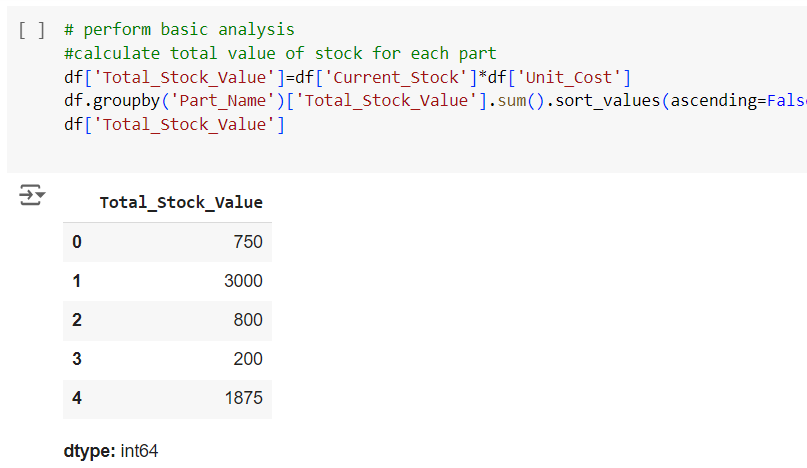 [ ] # perform basic analysis
#calculate total value of stock for each part
df['Total_Stock_Value']=df['Current_Stock']*df['Unit_Cost']
df.groupby('Part_Name')['Total_Stock_Value'].sum().sort_values(ascending=Fals
df['Total_Stock_Value']
Total_Stock_Value
0 750
1 3000
2 800
3 200
4 1875
dtype: int64